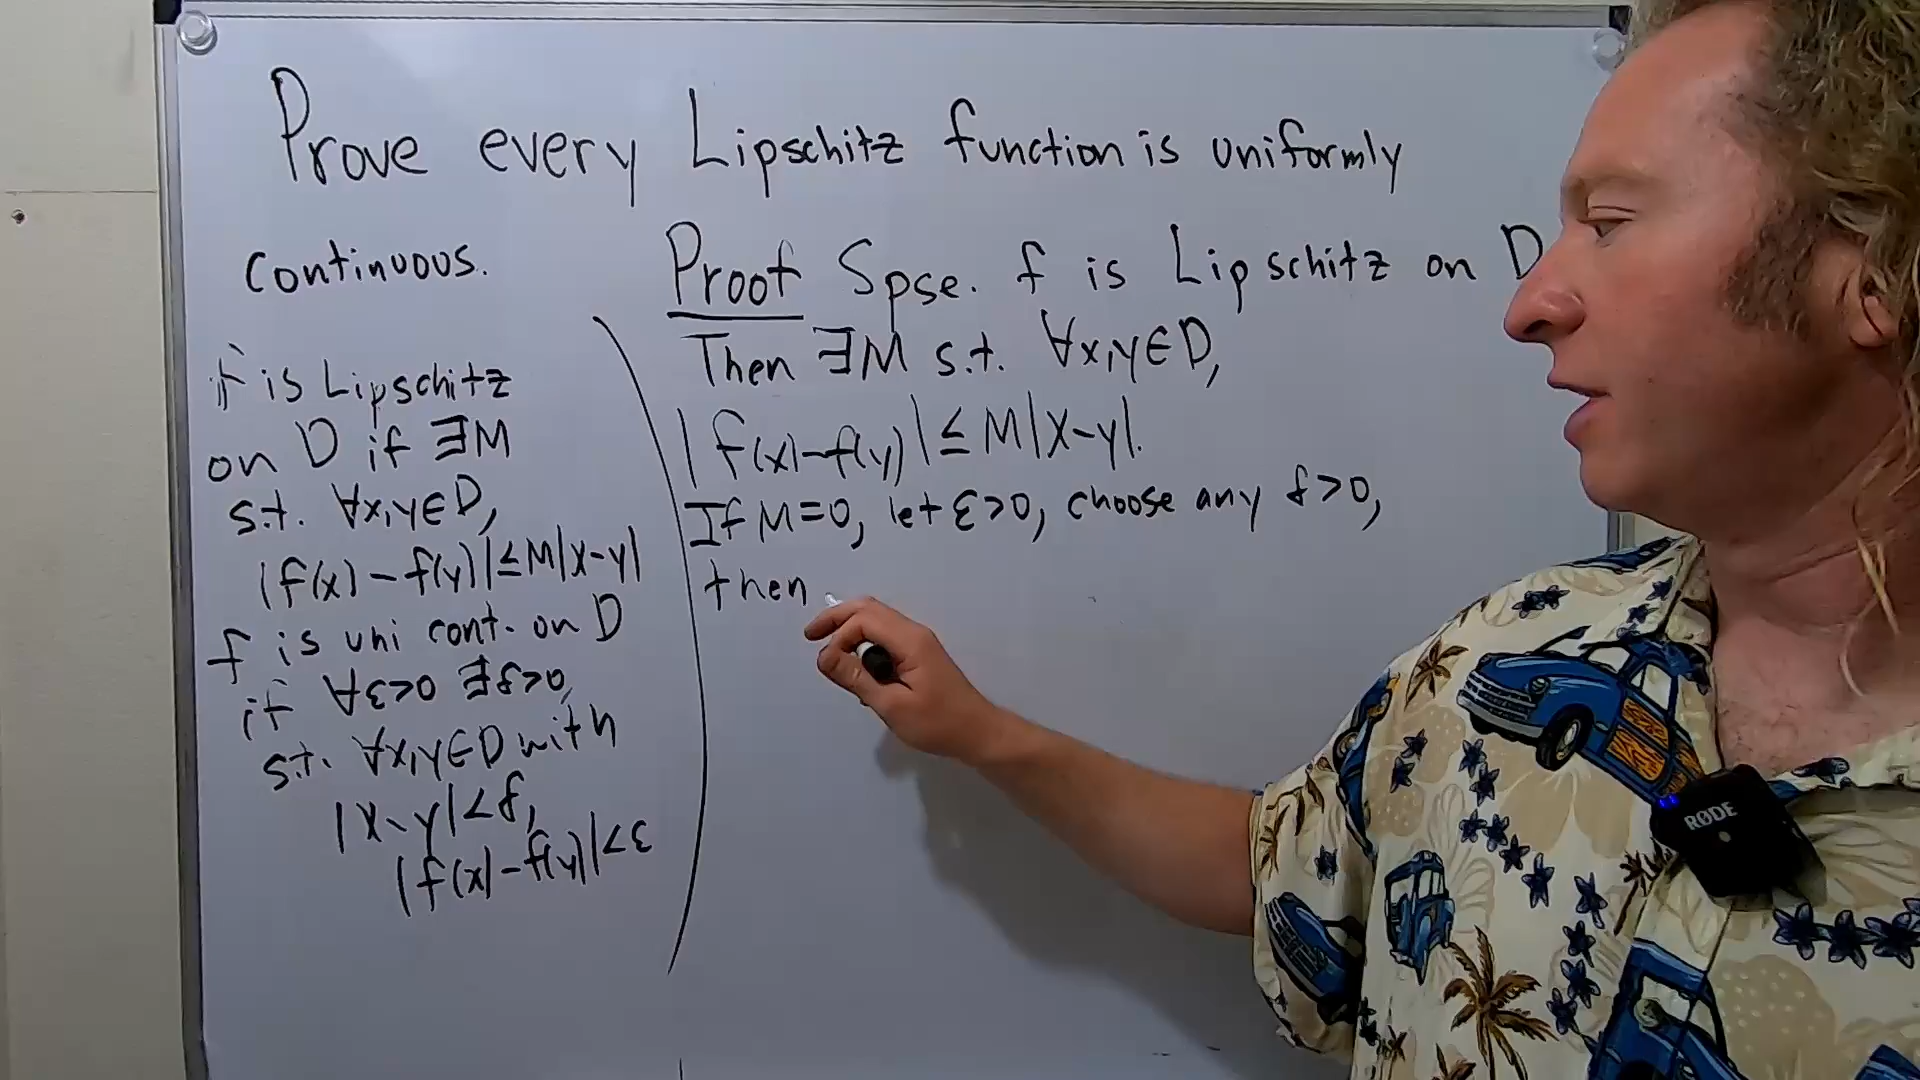 Prove every Lipschitz function is uniformly
continuous.
f is Lipschitz
on D if ∃M
s.t. ∀x,y∈D,
|f(x)-f(y)|≤M|x-y|
f is uni cont. on D
if ∀ε>0 ∃δ>0,
s.t. ∀x,y∈D with
|x-y|<δ,
|f(x)-f(y)|<ε
Proof Spse. f is Lipschitz on D
Then ∃M s.t. ∀x,y∈D,
|f(x)-f(y)|≤M|x-y|.
If M=0, let ε>0, choose any δ>0,
then
RØDE